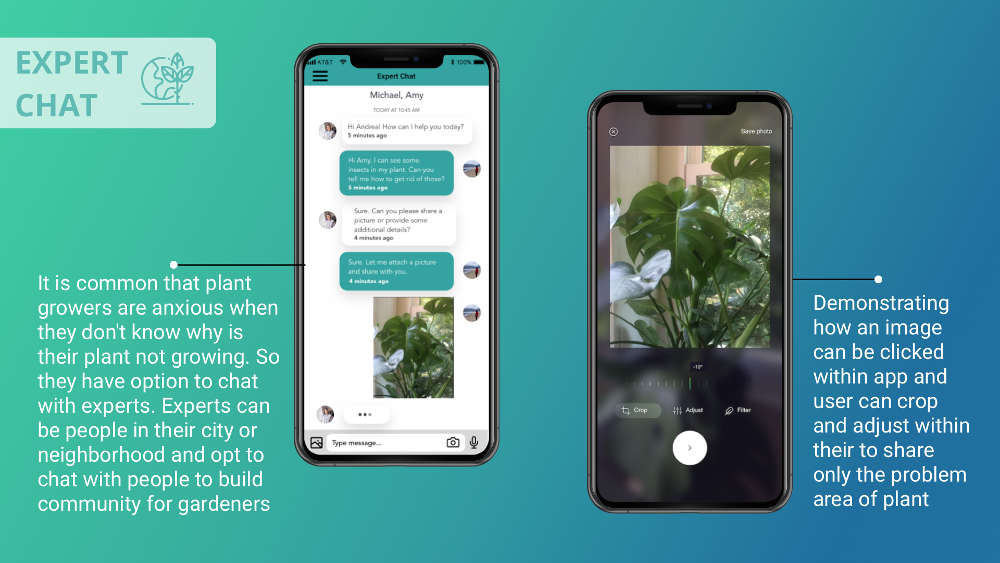 EXPERT
CHAT
AT&T
100%
Expert Chat
Michael, Amy
TODAY AT 10:45 AM
Hi Andrea! How can I help you today?
5 minutes ago
Hi Amy, I can see some
insects in my plant. Can you
tell me how to get rid of those?
5 minutes ago
Sure. Can you please share a
picture or provide some
additional details?
4 minutes ago
Sure. Let me attach a picture
and share with you.
4 minutes ago
Type message...
It is common that plant
growers are anxious when
they don't know why is
their plant not growing. So
they have option to chat
with experts. Experts can
be people in their city or
neighborhood and opt to
chat with people to build
community for gardeners
Save photo
-10°
Crop
Adjust
Filter
Demonstrating
how an image
can be clicked
within app and
user can crop
and adjust within
their to share
only the problem
area of plant